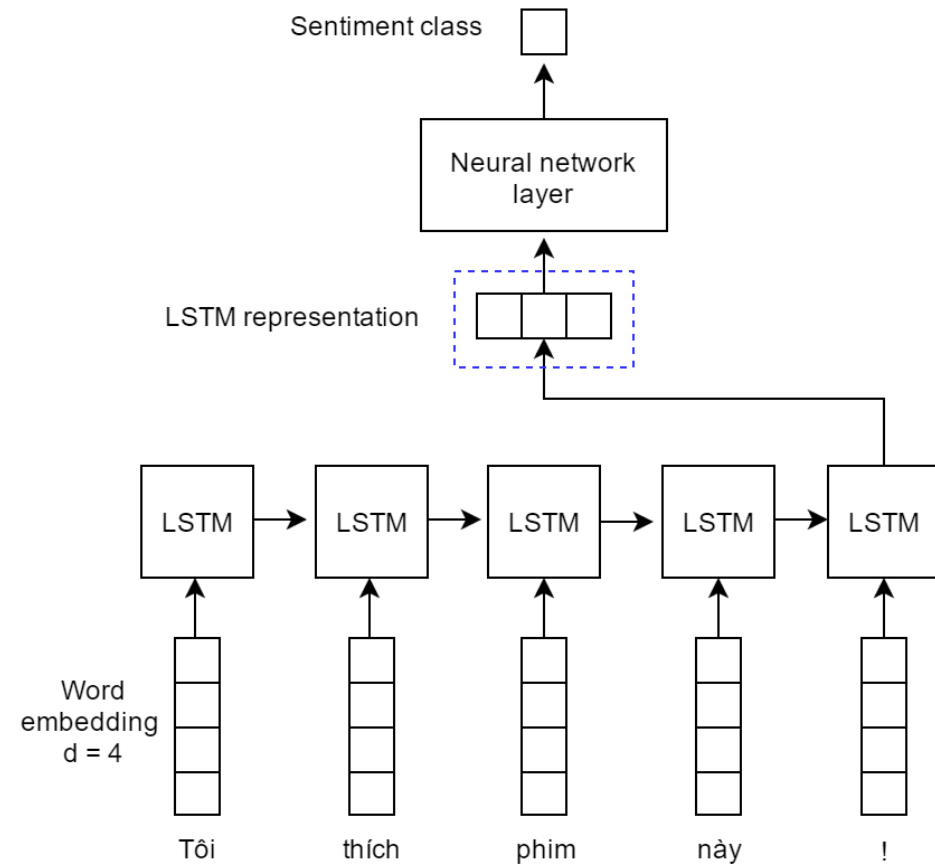 Sentiment class
Neural network
layer
LSTM representation
LSTM LSTM LSTM LSTM LSTM
Word
embedding
d = 4
Tôi thích phim này !